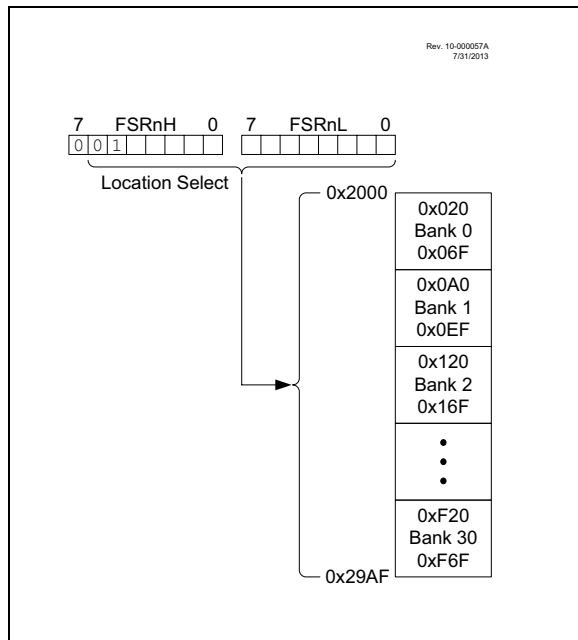 Rev. 10-000057A
7/31/2013
7 FSRnH 0 7 FSRnL 0
0 0 1
Location Select
0x2000
0x020
Bank 0
0x06F
0x0A0
Bank 1
0x0EF
0x120
Bank 2
0x16F
0xF20
Bank 30
0xF6F
0x29AF